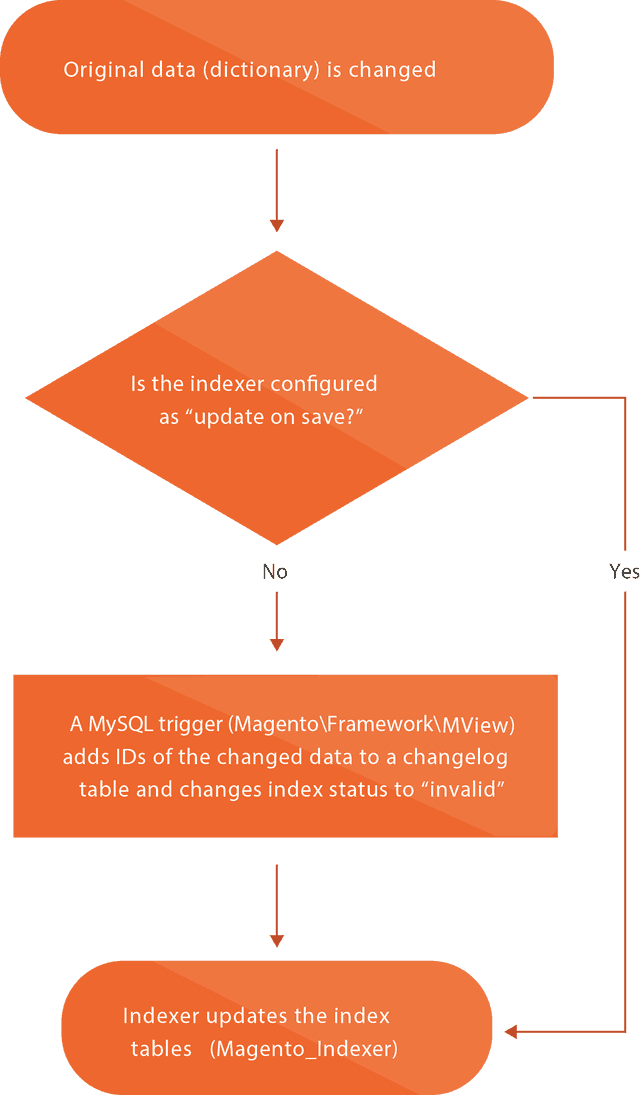 Original data (dictionary) is changed
Is the indexer configured
as “update on save?”
No
Yes
A MySQL trigger (Magento\Framework\MView)
adds IDs of the changed data to a changelog
table and changes index status to “invalid”
Indexer updates the index
tables (Magento_Indexer)